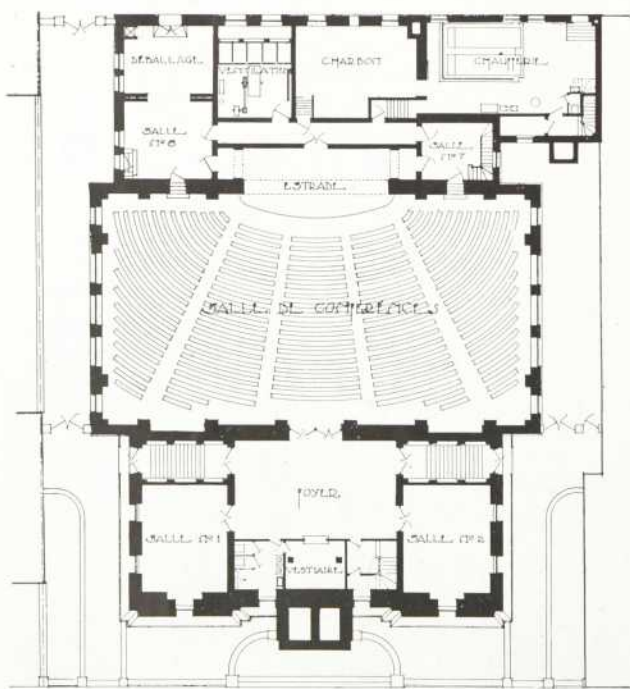 DÉBALLAGE
VENTILATION
CHARBON
CHAUFFERIE
SALLE
Nº 8
SALLE
Nº 7
ESTRADE
SALLE DE CONFÉRENCES
FOYER
SALLE Nº 1
VESTIAIRE
SALLE Nº 2